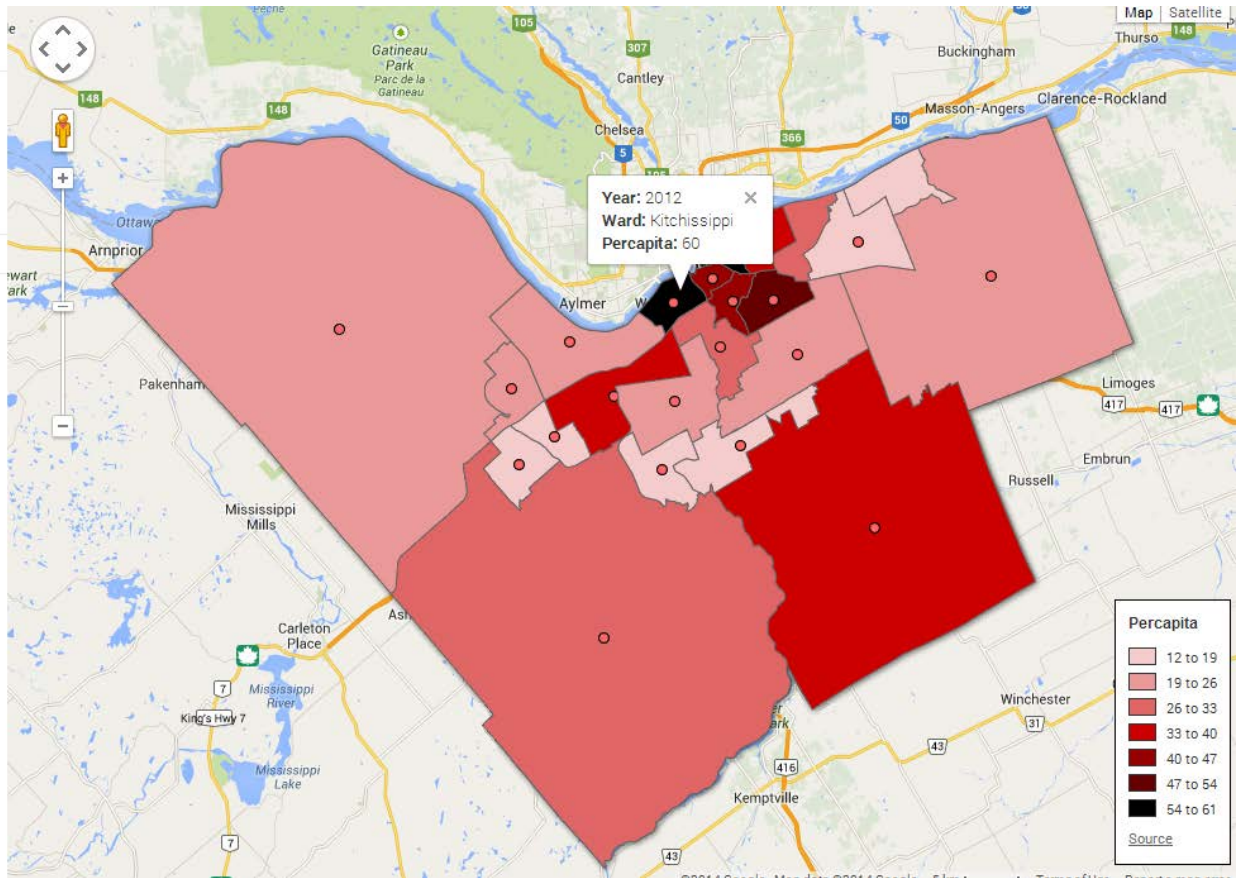 Map Satellite
Gatineau
Park
Parc de la
Gatineau
105
307
Cantley
Buckingham
148
Thurso
148
148
Chelsea
5
366
50
Masson-Angers
Clarence-Rockland
Year: 2012
Ward: Kitchissippi
Percapita: 60
Arnprior
Aylmer
Pakenham
Limoges
417
417
Embrun
Russell
Mississippi
Mills
Carleton
Place
7
Mississippi
River
King's Hwy 7
Mississippi
Lake
7
Winchester
31
43
416
Kemptville
43
Percapita
12 to 19
19 to 26
26 to 33
33 to 40
40 to 47
47 to 54
54 to 61
Source